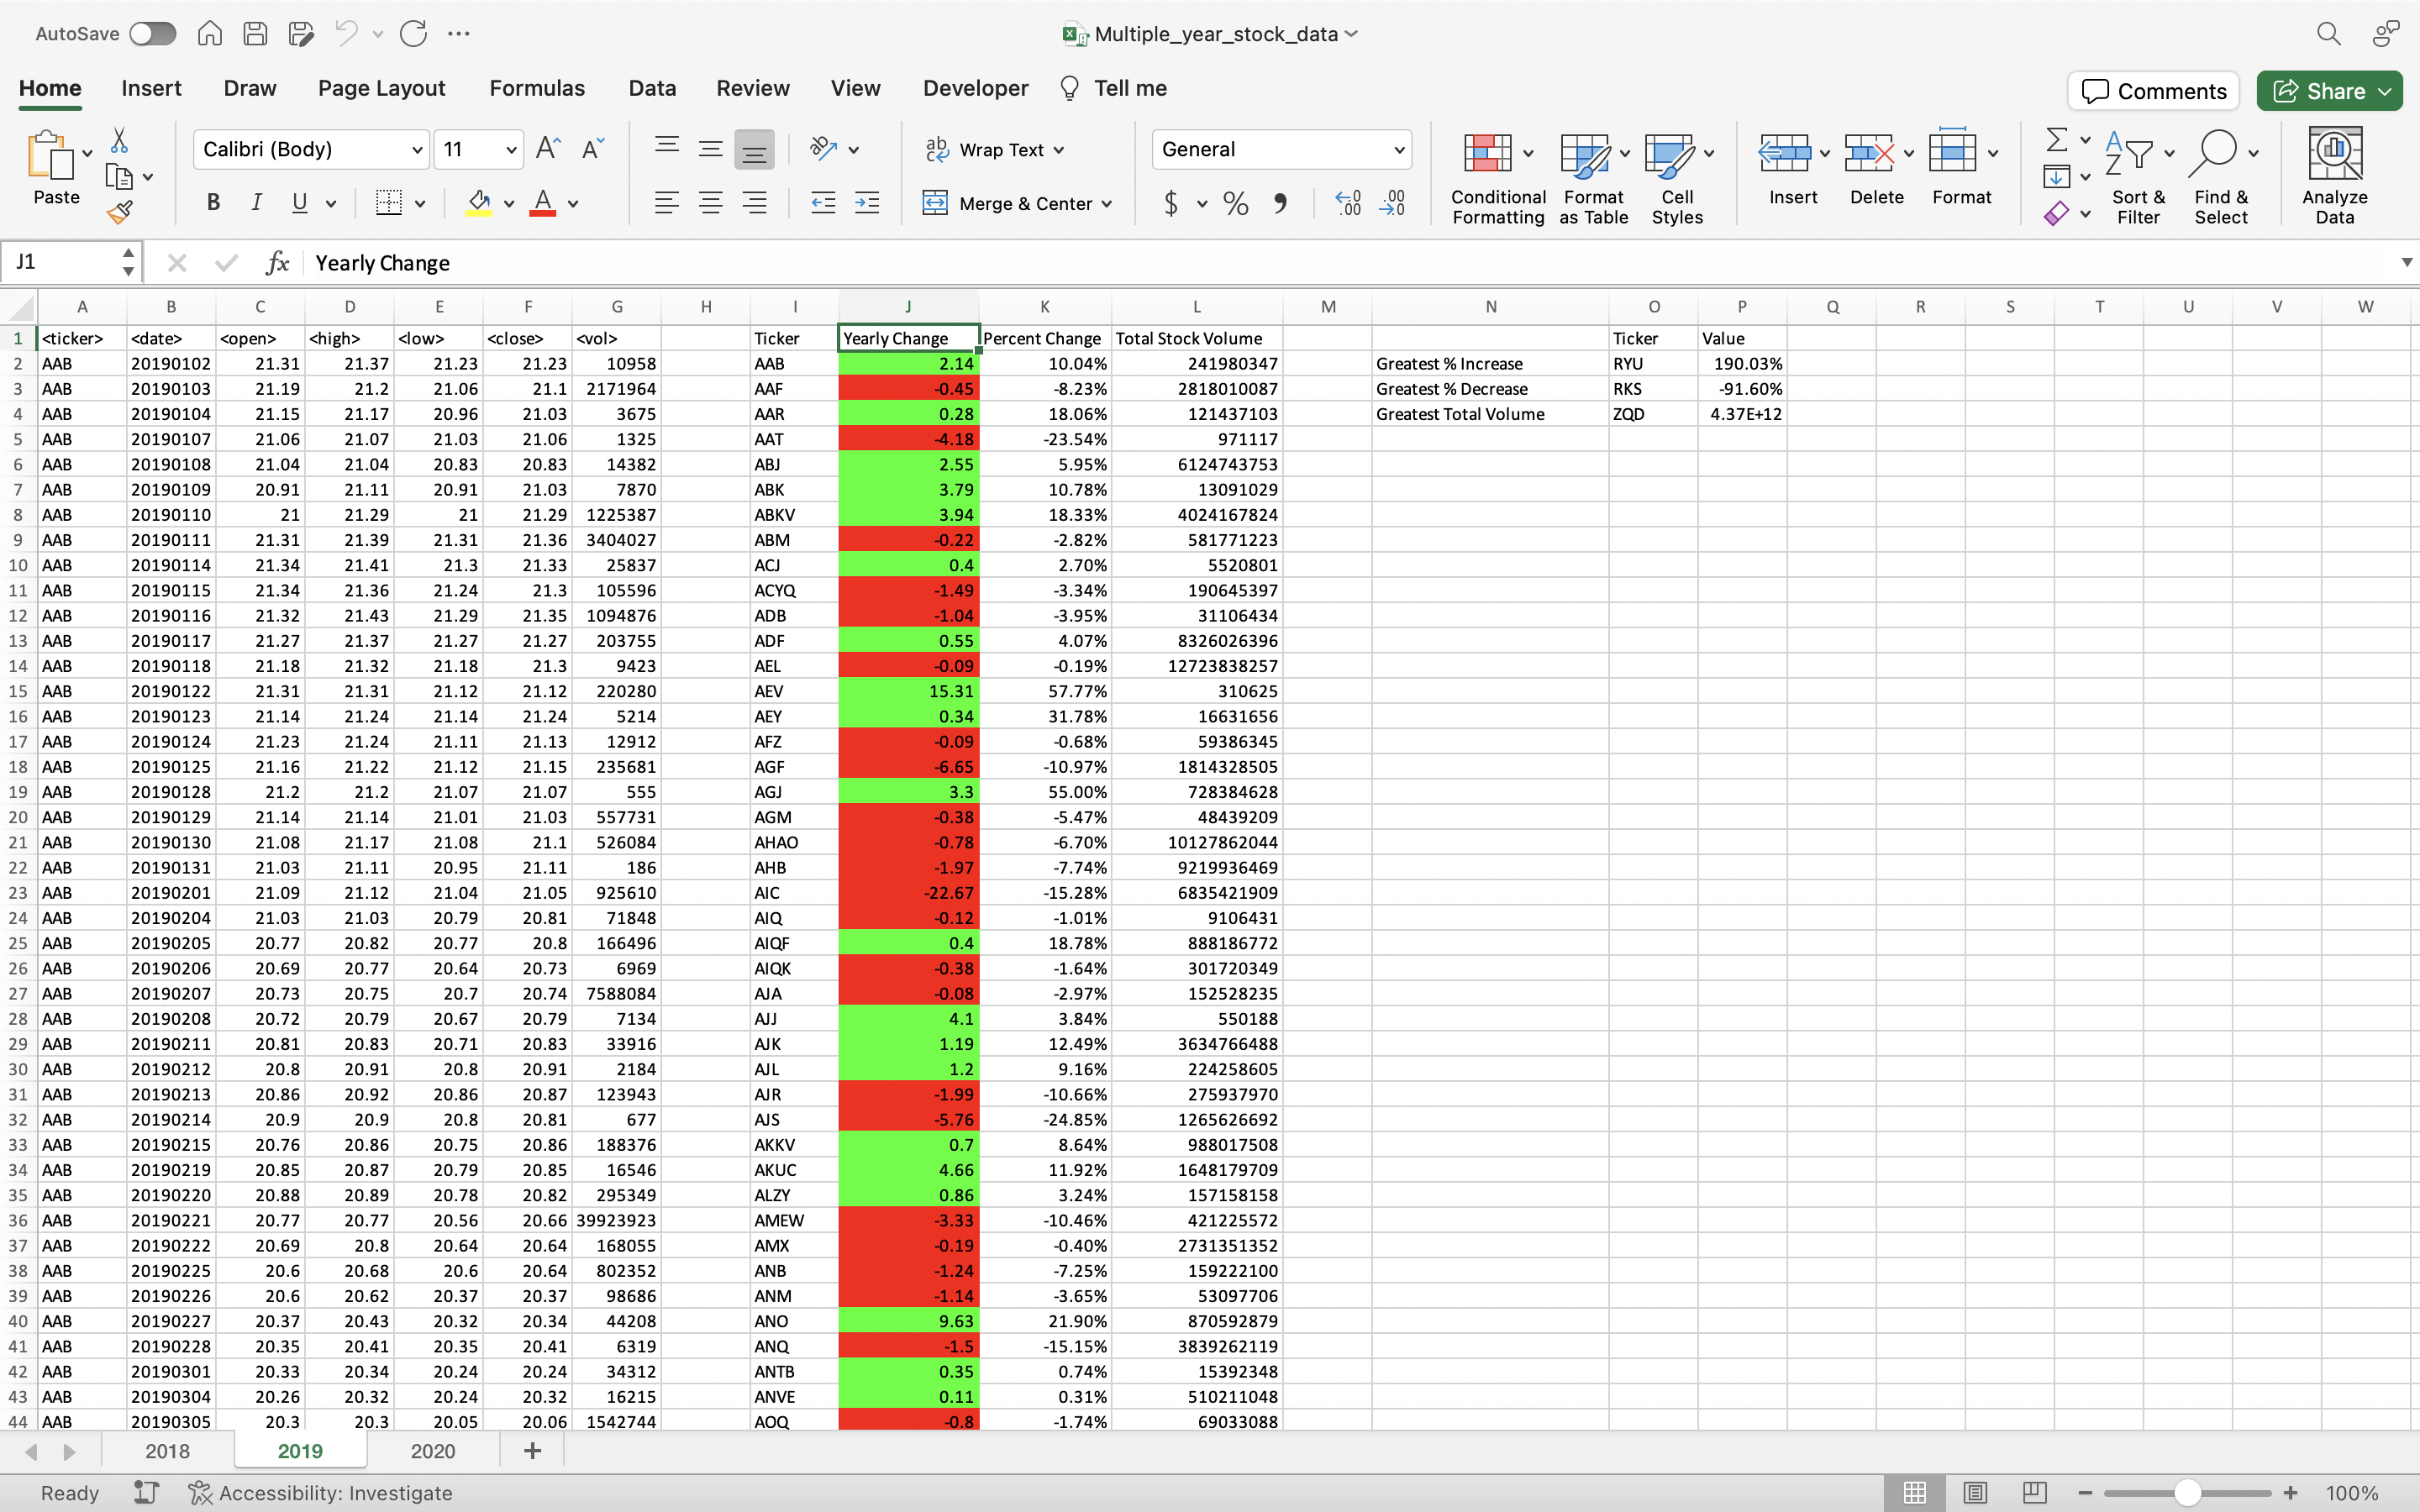 AutoSave Multiple_year_stock_data
Home Insert Draw Page Layout Formulas Data Review View Developer Tell me Comments Share
Paste Calibri (Body) 11 A A ab Wrap Text General
B I U A Merge & Center $ % Conditional Formatting Format as Table Cell Styles Insert Delete Format Sort & Filter Find & Select Analyze Data
J1 fx Yearly Change
A B C D E F G H I J K L M N O P Q R S T U V W
1 <ticker> <date> <open> <high> <low> <close> <vol> Ticker Yearly Change Percent Change Total Stock Volume Ticker Value
2 AAB 20190102 21.31 21.37 21.23 21.23 10958 AAB 2.14 10.04% 241980347 Greatest % Increase RYU 190.03%
3 AAB 20190103 21.19 21.2 21.06 21.1 2171964 AAF -0.45 -8.23% 2818010087 Greatest % Decrease RKS -91.60%
4 AAB 20190104 21.15 21.17 20.96 21.03 3675 AAR 0.28 18.06% 121437103 Greatest Total Volume ZQD 4.37E+12
5 AAB 20190107 21.06 21.07 21.03 21.06 1325 AAT -4.18 -23.54% 971117
6 AAB 20190108 21.04 21.04 20.83 20.83 14382 ABJ 2.55 5.95% 6124743753
7 AAB 20190109 20.91 21.11 20.91 21.03 7870 ABK 3.79 10.78% 13091029
8 AAB 20190110 21 21.29 21 21.29 1225387 ABKV 3.94 18.33% 4024167824
9 AAB 20190111 21.31 21.39 21.31 21.36 3404027 ABM -0.22 -2.82% 581771223
10 AAB 20190114 21.34 21.41 21.3 21.33 25837 ACJ 0.4 2.70% 5520801
11 AAB 20190115 21.34 21.36 21.24 21.3 105596 ACYQ -1.49 -3.34% 190645397
12 AAB 20190116 21.32 21.43 21.29 21.35 1094876 ADB -1.04 -3.95% 31106434
13 AAB 20190117 21.27 21.37 21.27 21.27 203755 ADF 0.55 4.07% 8326026396
14 AAB 20190118 21.18 21.32 21.18 21.3 9423 AEL -0.09 -0.19% 12723838257
15 AAB 20190122 21.31 21.31 21.12 21.12 220280 AEV 15.31 57.77% 310625
16 AAB 20190123 21.14 21.24 21.14 21.24 5214 AEY 0.34 31.78% 16631656
17 AAB 20190124 21.23 21.24 21.11 21.13 12912 AFZ -0.09 -0.68% 59386345
18 AAB 20190125 21.16 21.22 21.12 21.15 235681 AGF -6.65 -10.97% 1814328505
19 AAB 20190128 21.2 21.2 21.07 21.07 555 AGJ 3.3 55.00% 728384628
20 AAB 20190129 21.14 21.14 21.01 21.03 557731 AGM -0.38 -5.47% 48439209
21 AAB 20190130 21.08 21.17 21.08 21.1 526084 AHAO -0.78 -6.70% 10127862044
22 AAB 20190131 21.03 21.11 20.95 21.11 186 AHB -1.97 -7.74% 9219936469
23 AAB 20190201 21.09 21.12 21.04 21.05 925610 AIC -22.67 -15.28% 6835421909
24 AAB 20190204 21.03 21.03 20.79 20.81 71848 AIQ -0.12 -1.01% 9106431
25 AAB 20190205 20.77 20.82 20.77 20.8 166496 AIQF 0.4 18.78% 888186772
26 AAB 20190206 20.69 20.77 20.64 20.73 6969 AIQK -0.38 -1.64% 301720349
27 AAB 20190207 20.73 20.75 20.7 20.74 7588084 AJA -0.08 -2.97% 152528235
28 AAB 20190208 20.72 20.79 20.67 20.79 7134 AJJ 4.1 3.84% 550188
29 AAB 20190211 20.81 20.83 20.71 20.83 33916 AJK 1.19 12.49% 3634766488
30 AAB 20190212 20.8 20.91 20.8 20.91 2184 AJL 1.2 9.16% 224258605
31 AAB 20190213 20.86 20.92 20.86 20.87 123943 AJR -1.99 -10.66% 275937970
32 AAB 20190214 20.9 20.9 20.8 20.81 677 AJS -5.76 -24.85% 1265626692
33 AAB 20190215 20.76 20.86 20.75 20.86 188376 AKKV 0.7 8.64% 988017508
34 AAB 20190219 20.85 20.87 20.79 20.85 16546 AKUC 4.66 11.92% 1648179709
35 AAB 20190220 20.88 20.89 20.78 20.82 295349 ALZY 0.86 3.24% 157158158
36 AAB 20190221 20.77 20.77 20.56 20.66 39923923 AMEW -3.33 -10.46% 421225572
37 AAB 20190222 20.69 20.8 20.64 20.64 168055 AMX -0.19 -0.40% 2731351352
38 AAB 20190225 20.6 20.68 20.6 20.64 802352 ANB -1.24 -7.25% 159222100
39 AAB 20190226 20.6 20.62 20.37 20.37 98686 ANM -1.14 -3.65% 53097706
40 AAB 20190227 20.37 20.43 20.32 20.34 44208 ANO 9.63 21.90% 870592879
41 AAB 20190228 20.35 20.41 20.35 20.41 6319 ANQ -1.5 -15.15% 3839262119
42 AAB 20190301 20.33 20.34 20.24 20.24 34312 ANTB 0.35 0.74% 15392348
43 AAB 20190304 20.26 20.32 20.24 20.32 16215 ANVE 0.11 0.31% 510211048
44 AAB 20190305 20.3 20.3 20.05 20.06 1542744 AOQ -0.8 -1.74% 69033088
2018 2019 2020 +
Ready Accessibility: Investigate 100%